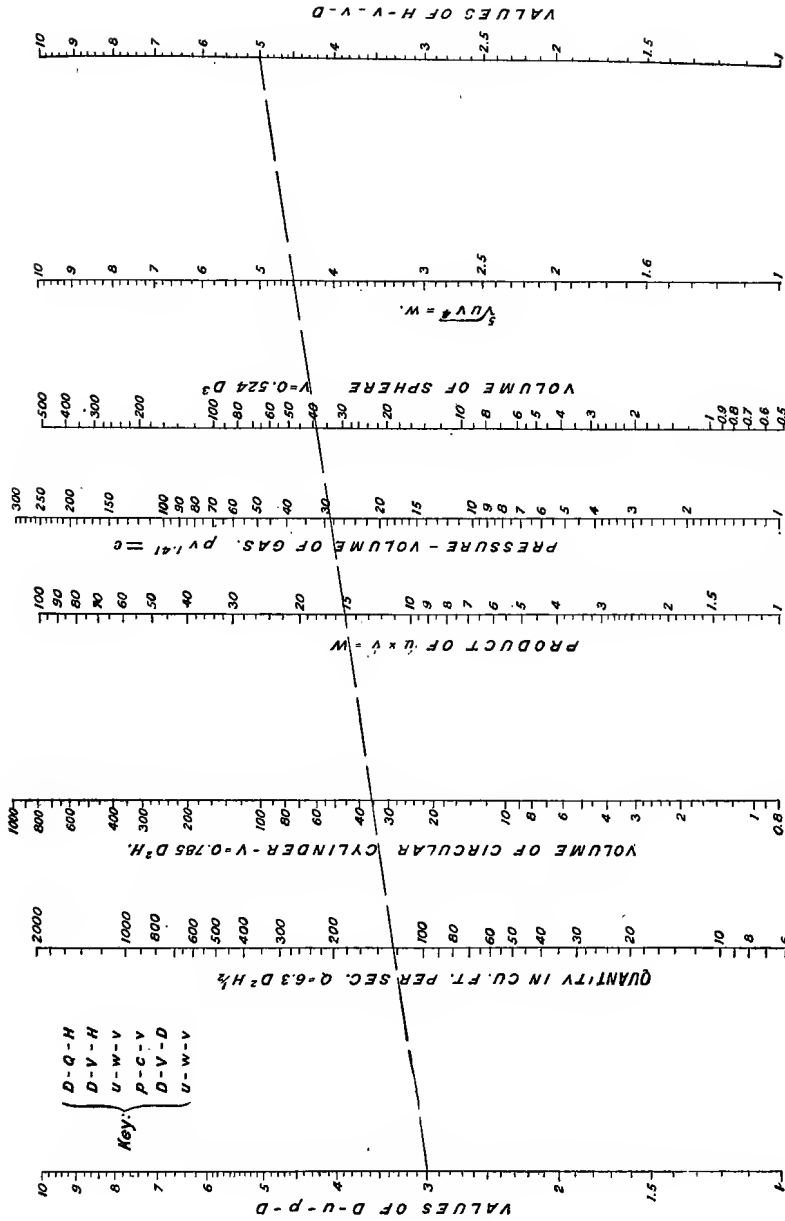 VALUES OF D-u-p-D
10 9 8 7 6 5 4 3 2 1.5 1
Key:
D-Q-H
D-V-H
u-w-v
p-c-v
D-V-D
u-w-v
QUANTITY IN CU. FT. PER SEC. Q=6.3 D²H½
2000 1000 800 600 500 400 300 200 100 80 60 50 40 30 20 10 8 6
VOLUME OF CIRCULAR CYLINDER-V=0.785 D²H.
1000 800 600 400 200 100 80 60 40 30 20 10 8 6 4 3 2 1 0.8
PRODUCT OF u×v=W
100 90 80 70 60 50 40 30 20 15 10 9 8 7 6 5 4 3 2 1.5 1
PRESSURE-VOLUME OF GAS. pv^1.41=c
300 250 200 150 100 90 80 70 60 50 40 30 20 15 10 9 8 7 6 5 4 3 2 1
VOLUME OF SPHERE V=0.524 D³
500 400 300 200 100 80 60 50 40 30 20 10 8 6 5 4 3 2 1 0.9 0.8 0.7 0.6 0.5
⁵√uv⁴=W.
10 9 8 7 6 5 4 3 2.5 2 1.6 1
VALUES OF H-v-v-D
10 9 8 7 6 5 4 3 2.5 2 1.5 1